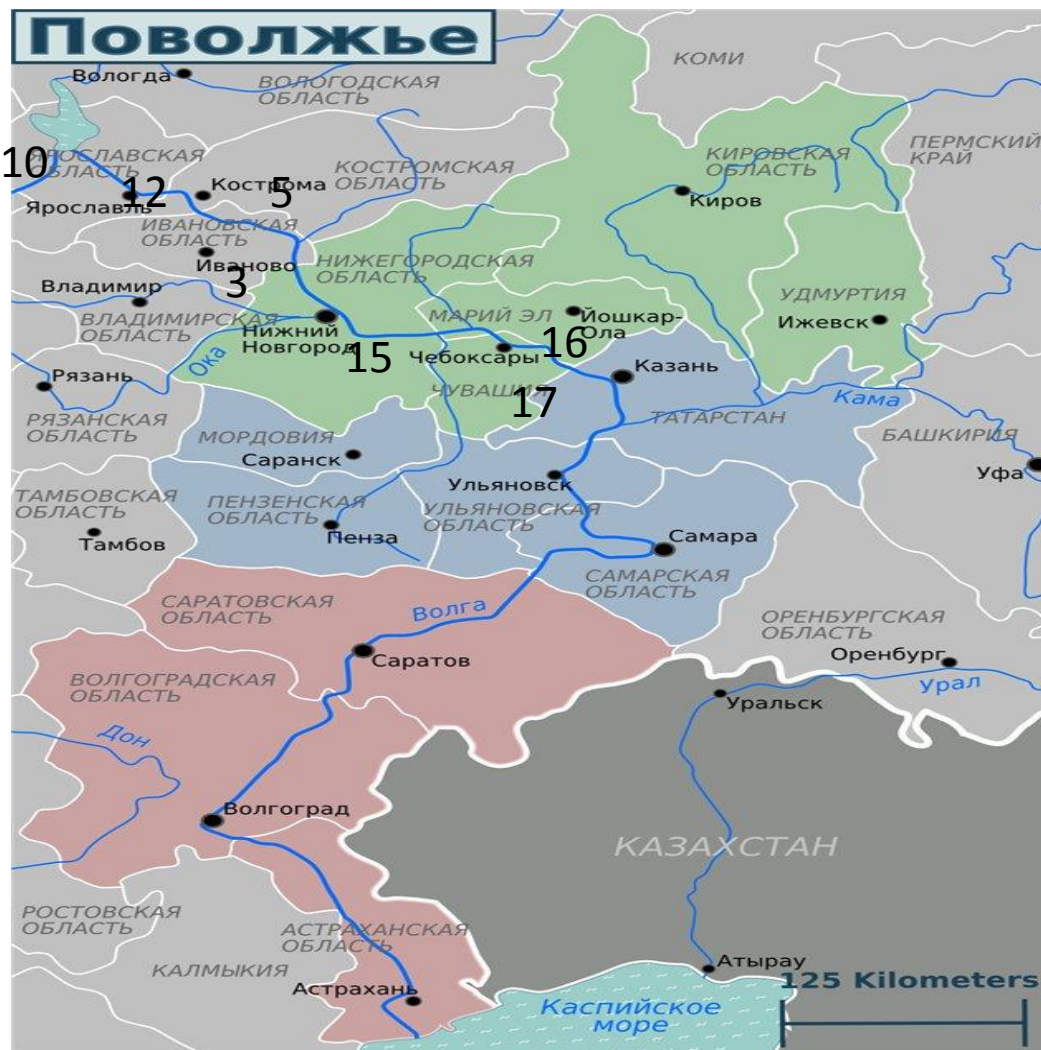 Поволжье
КОМИ
Вологда
ВОЛОГОДСКАЯ
ОБЛАСТЬ
10
ЯРОСЛАВСКАЯ
ОБЛАСТЬ
КОСТРОМСКАЯ
ОБЛАСТЬ
КИРОВСКАЯ
ОБЛАСТЬ
ПЕРМСКИЙ
КРАЙ
12
Ярославль
Кострома
5
Киров
ИВАНОВСКАЯ
ОБЛАСТЬ
Иваново
НИЖЕГОРОДСКАЯ
ОБЛАСТЬ
3
Владимир
ВЛАДИМИРСКАЯ
ОБЛАСТЬ
УДМУРТИЯ
Ижевск
МАРИЙ ЭЛ
Йошкар-
Ола
Нижний
Новгород
15
Чебоксары
16
Ока
Рязань
Казань
ЧУВАШИЯ
17
РЯЗАНСКАЯ
ОБЛАСТЬ
ТАТАРСТАН
Кама
МОРДОВИЯ
Саранск
БАШКИРИЯ
Уфа
ТАМБОВСКАЯ
ОБЛАСТЬ
Тамбов
ПЕНЗЕНСКАЯ
ОБЛАСТЬ
Пенза
Ульяновск
УЛЬЯНОВСКАЯ
ОБЛАСТЬ
Самара
САМАРСКАЯ
ОБЛАСТЬ
САРАТОВСКАЯ
ОБЛАСТЬ
Волга
ОРЕНБУРГСКАЯ
ОБЛАСТЬ
Оренбург
Саратов
Урал
ВОЛГОГРАДСКАЯ
ОБЛАСТЬ
Уральск
Дон
Волгоград
КАЗАХСТАН
РОСТОВСКАЯ
ОБЛАСТЬ
АСТРАХАНСКАЯ
ОБЛАСТЬ
КАЛМЫКИЯ
Астрахань
Атырау
125 Kilometers
Каспийское
море